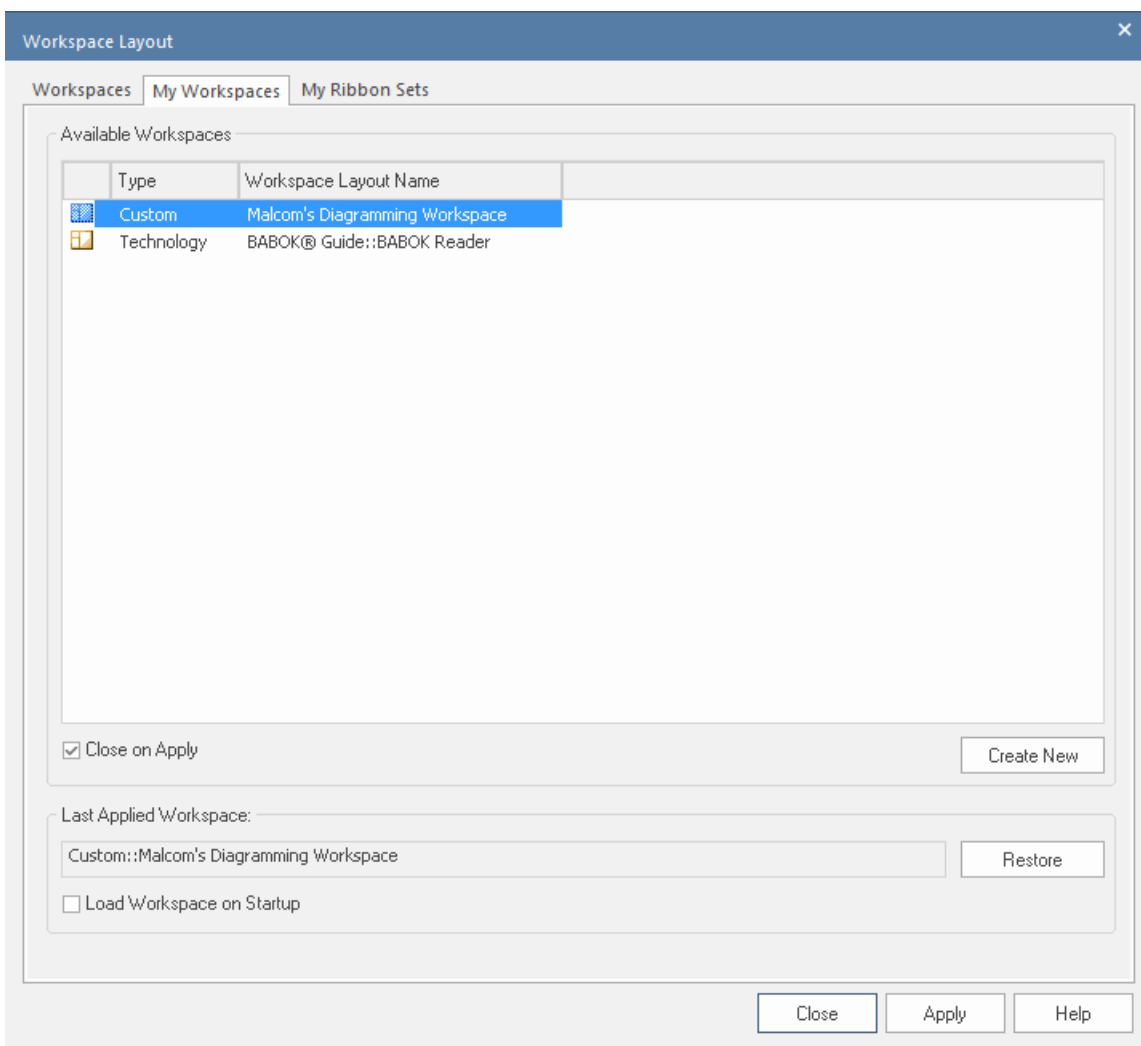 Workspace Layout
Workspaces My Workspaces My Ribbon Sets
Available Workspaces
Type Workspace Layout Name
Custom Malcom's Diagramming Workspace
Technology BABOK® Guide::BABOK Reader
Close on Apply
Create New
Last Applied Workspace:
Custom::Malcom's Diagramming Workspace
Restore
Load Workspace on Startup
Close Apply Help